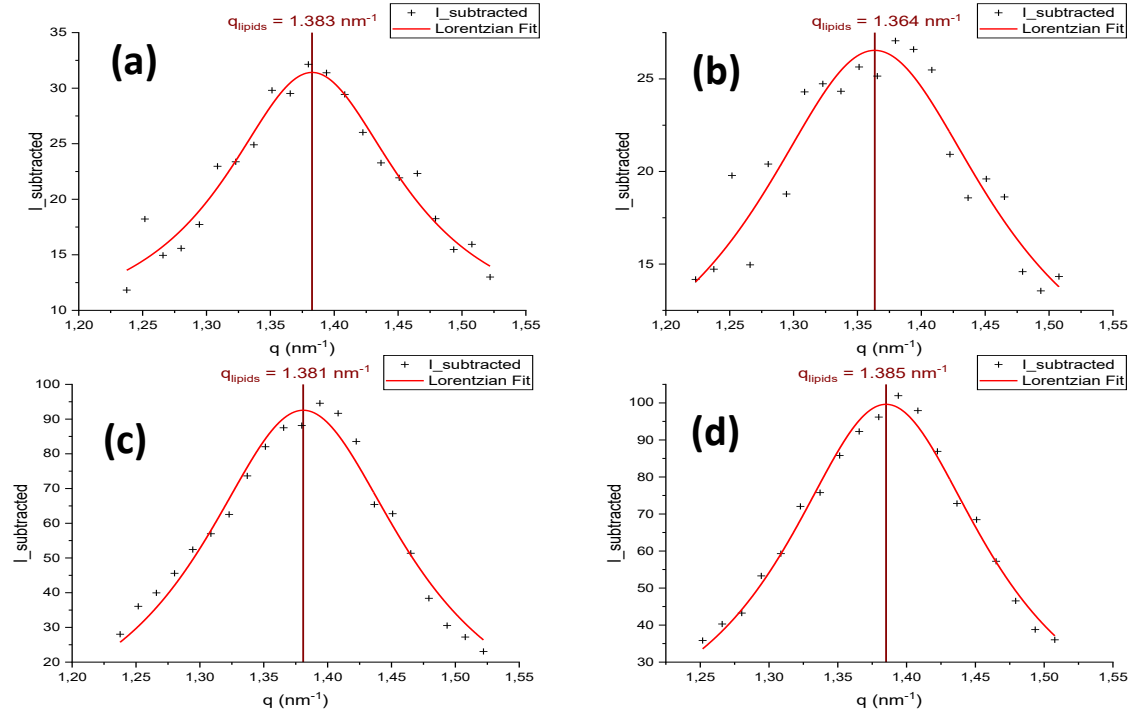 q_lipids = 1.383 nm⁻¹
+ I_subtracted
Lorentzian Fit
(a)
35
30
25
20
15
10
I_subtracted
1,20 1,25 1,30 1,35 1,40 1,45 1,50 1,55
q (nm⁻¹)
q_lipids = 1.364 nm⁻¹
+ I_subtracted
Lorentzian Fit
(b)
25
20
15
I_subtracted
1,20 1,25 1,30 1,35 1,40 1,45 1,50 1,55
q (nm⁻¹)
q_lipids = 1.381 nm⁻¹
+ I_subtracted
Lorentzian Fit
(c)
100
90
80
70
60
50
40
30
20
I_subtracted
1,20 1,25 1,30 1,35 1,40 1,45 1,50 1,55
q (nm⁻¹)
q_lipids = 1.385 nm⁻¹
+ I_subtracted
Lorentzian Fit
(d)
100
90
80
70
60
50
40
30
I_subtracted
1,25 1,30 1,35 1,40 1,45 1,50 1,55
q (nm⁻¹)